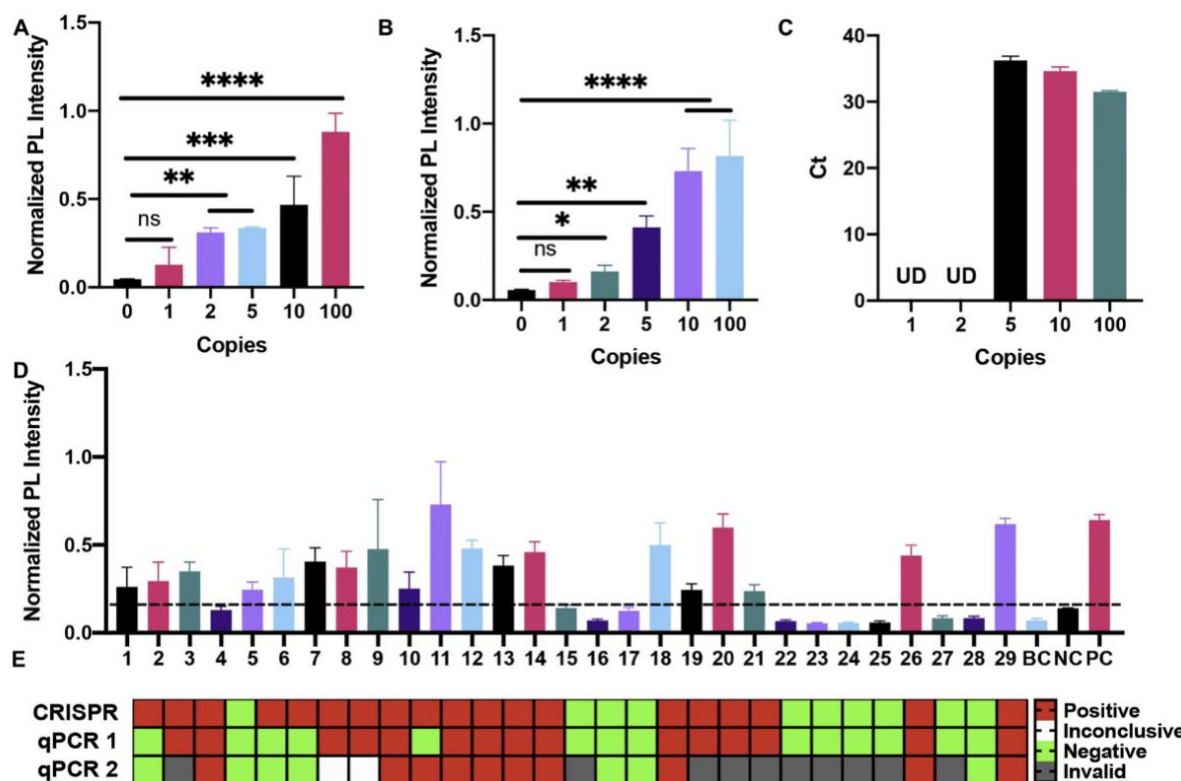 A
Normalized PL Intensity
1.5
1.0
0.5
0.0
****
***
**
ns
0 1 2 5 10 100
Copies
B
Normalized PL Intensity
1.5
1.0
0.5
0.0
****
**
*
ns
0 1 2 5 10 100
Copies
C
Ct
40
30
20
10
0
UD UD
1 2 5 10 100
Copies
D
Normalized PL Intensity
1.5
1.0
0.5
0.0
1 2 3 4 5 6 7 8 9 10 11 12 13 14 15 16 17 18 19 20 21 22 23 24 25 26 27 28 29 BC NC PC
E
CRISPR
qPCR 1
qPCR 2
Positive
Inconclusive
Negative
Invalid